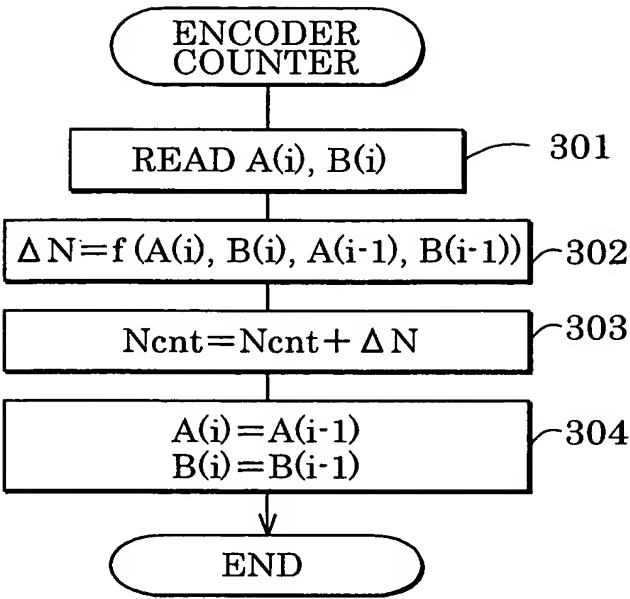 ENCODER
COUNTER
READ A(i), B(i)
301
ΔN=f (A(i), B(i), A(i-1), B(i-1))
302
Ncnt=Ncnt+ΔN
303
A(i)=A(i-1)
B(i)=B(i-1)
304
END